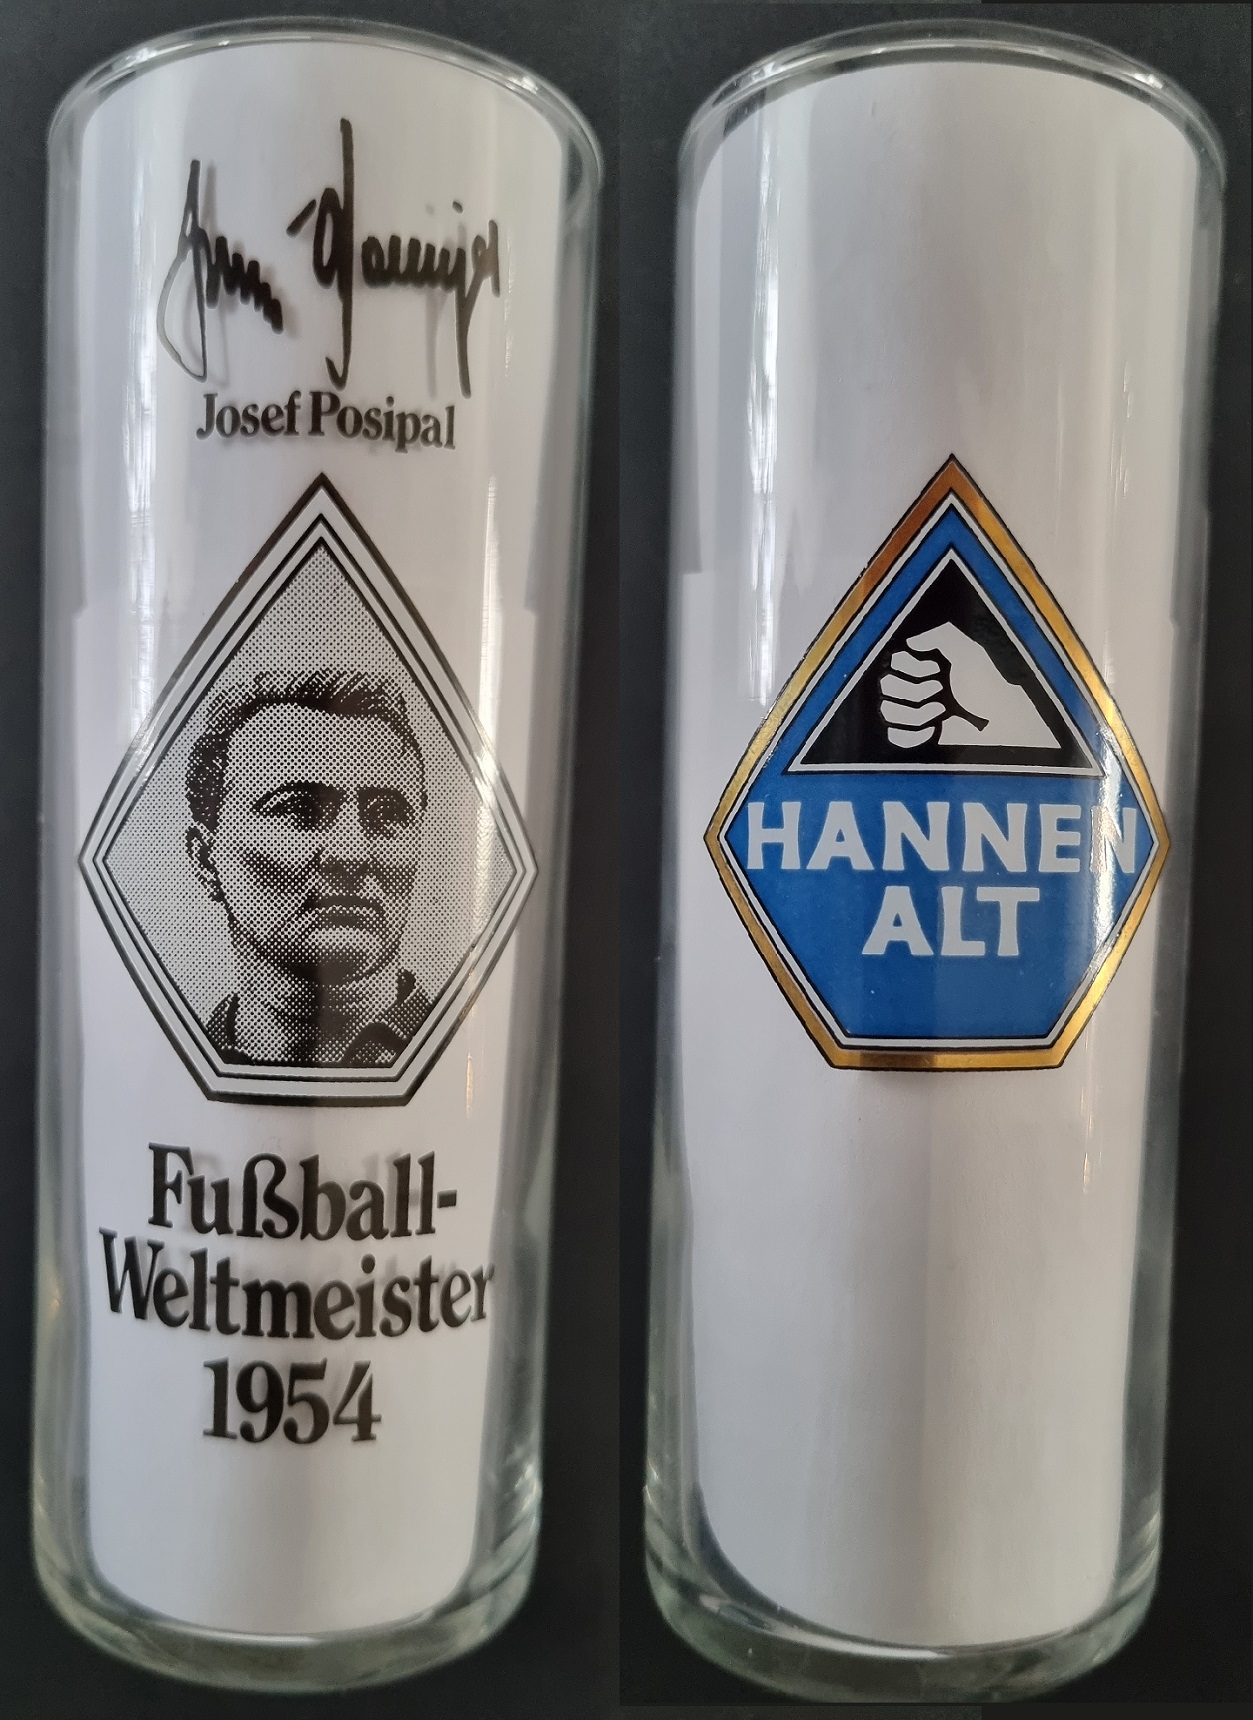 Josef Posipal
Fußball-
Weltmeister
1954
HANNEN
ALT